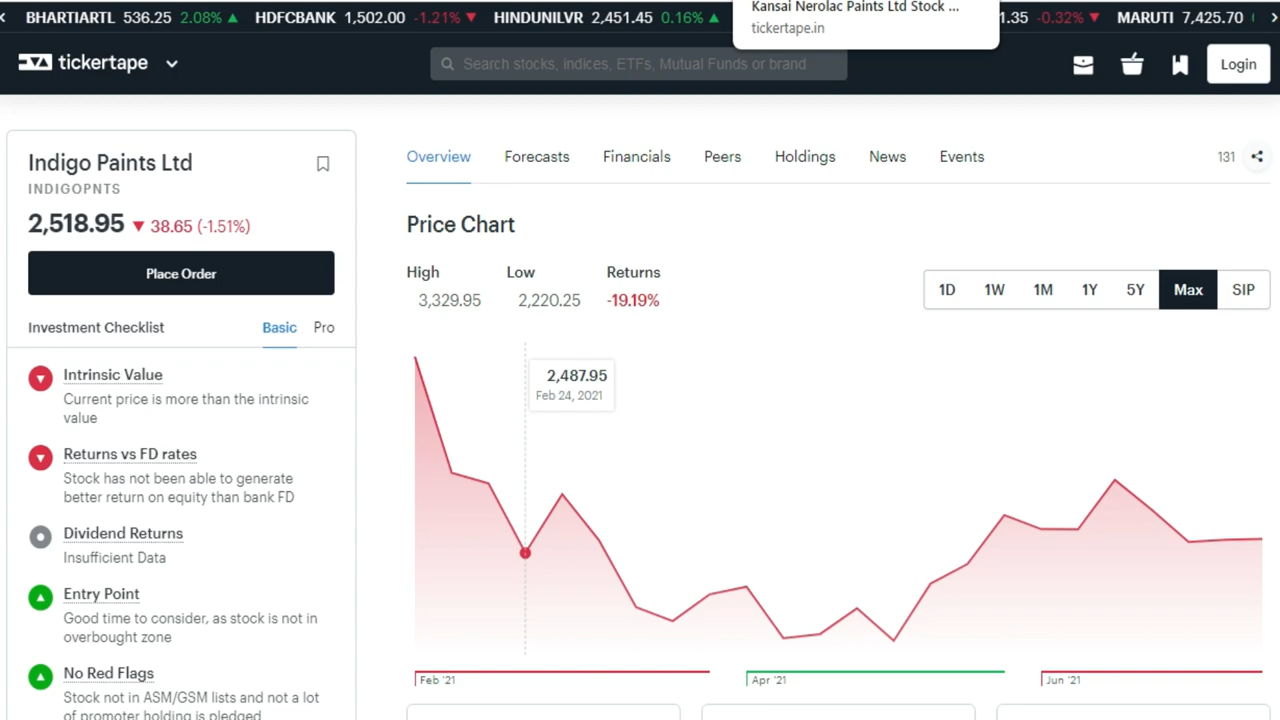 BHARTIARTL 536.25 2.08% ▲ HDFCBANK 1,502.00 -1.21% ▼ HINDUNILVR 2,451.45 0.16% ▲
Kansai Nerolac Paints Ltd Stock ...
tickertape.in
1.35 -0.32% ▼ MARUTI 7,425.70
tickertape
Search stocks, indices, ETFs, Mutual Funds or brand
Login
Indigo Paints Ltd
INDIGOPNTS
2,518.95 ▼ 38.65 (-1.51%)
Place Order
Investment Checklist Basic Pro
Intrinsic Value
Current price is more than the intrinsic
value
Returns vs FD rates
Stock has not been able to generate
better return on equity than bank FD
Dividend Returns
Insufficient Data
Entry Point
Good time to consider, as stock is not in
overbought zone
No Red Flags
Stock not in ASM/GSM lists and not a lot
of promoter holding is pledged
Overview Forecasts Financials Peers Holdings News Events 131
Price Chart
High Low Returns
3,329.95 2,220.25 -19.19%
1D 1W 1M 1Y 5Y Max SIP
2,487.95
Feb 24, 2021
Feb '21 Apr '21 Jun '21